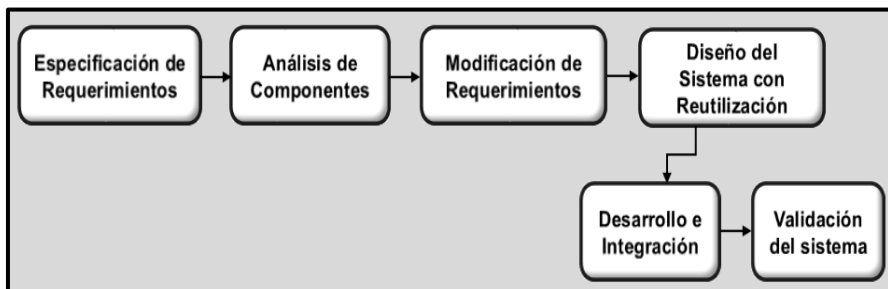 Especificación de
Requerimientos
Análisis de
Componentes
Modificación de
Requerimientos
Diseño del
Sistema con
Reutilización
Desarrollo e
Integración
Validación
del sistema